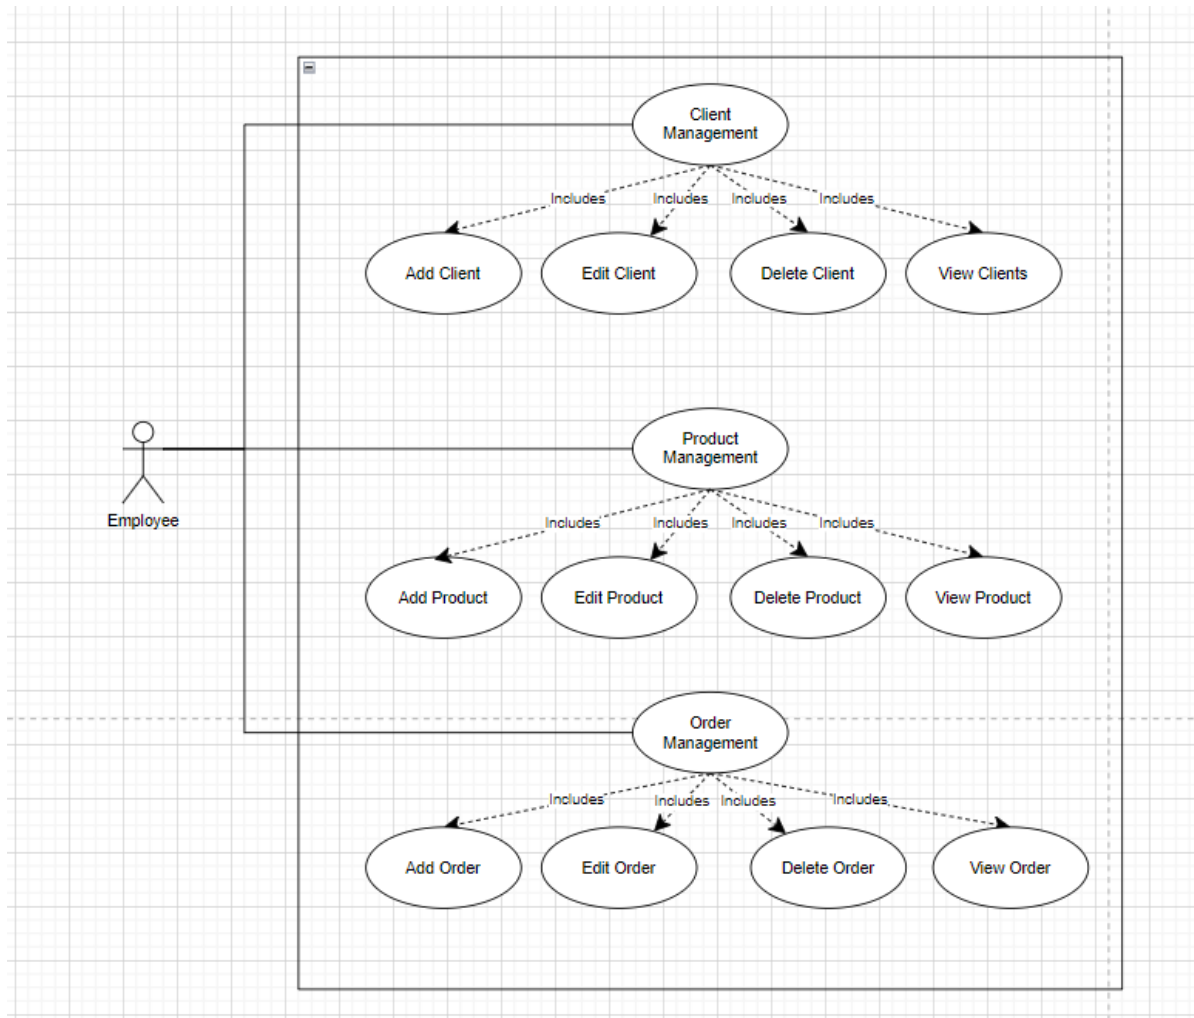 Client
Management
Includes Includes Includes Includes
Add Client Edit Client Delete Client View Clients
Product
Management
Employee
Includes Includes Includes Includes
Add Product Edit Product Delete Product View Product
Order
Management
Includes Includes Includes Includes
Add Order Edit Order Delete Order View Order